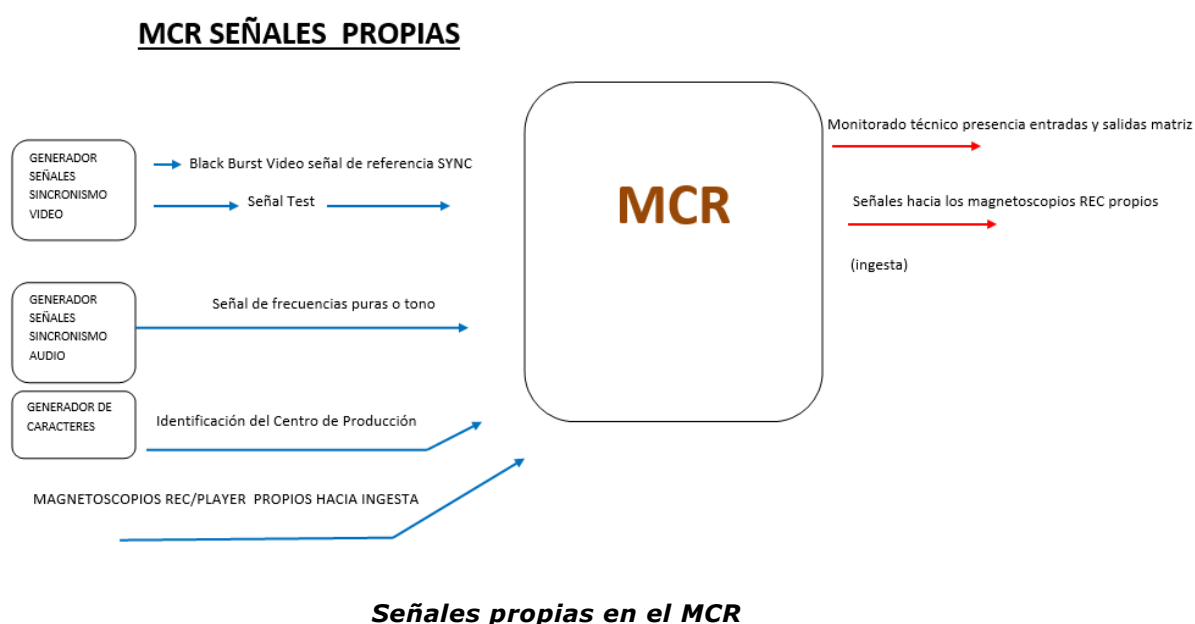 MCR SEÑALES PROPIAS
Monitorado técnico presencia entradas y salidas matriz
GENERADOR
SEÑALES
SINCRONISMO
VIDEO
Black Burst Video señal de referencia SYNC
Señal Test
MCR
Señales hacia los magnetoscopios REC propios
(ingesta)
GENERADOR
SEÑALES
SINCRONISMO
AUDIO
Señal de frecuencias puras o tono
GENERADOR DE
CARACTERES
Identificación del Centro de Producción
MAGNETOSCOPIOS REC/PLAYER PROPIOS HACIA INGESTA
Señales propias en el MCR